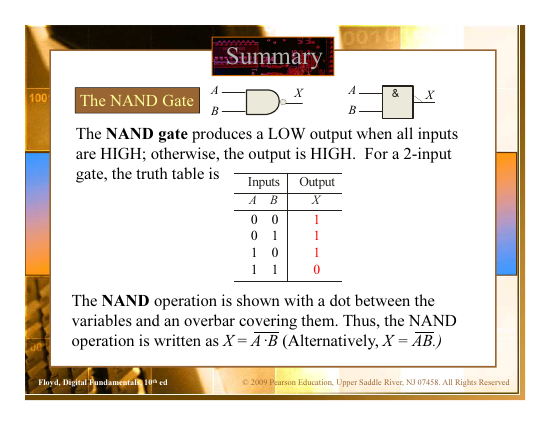 Summary
The NAND Gate
A
B
X
A
B
&
X
The NAND gate produces a LOW output when all inputs
are HIGH; otherwise, the output is HIGH. For a 2-input
gate, the truth table is
Inputs Output
A B X
0 0 1
0 1 1
1 0 1
1 1 0
The NAND operation is shown with a dot between the
variables and an overbar covering them. Thus, the NAND
operation is written as X = A̅ ̅·̅ ̅B̅ (Alternatively, X = A̅B̅.)
Floyd, Digital Fundamentals, 10th ed
© 2009 Pearson Education, Upper Saddle River, NJ 07458. All Rights Reserved